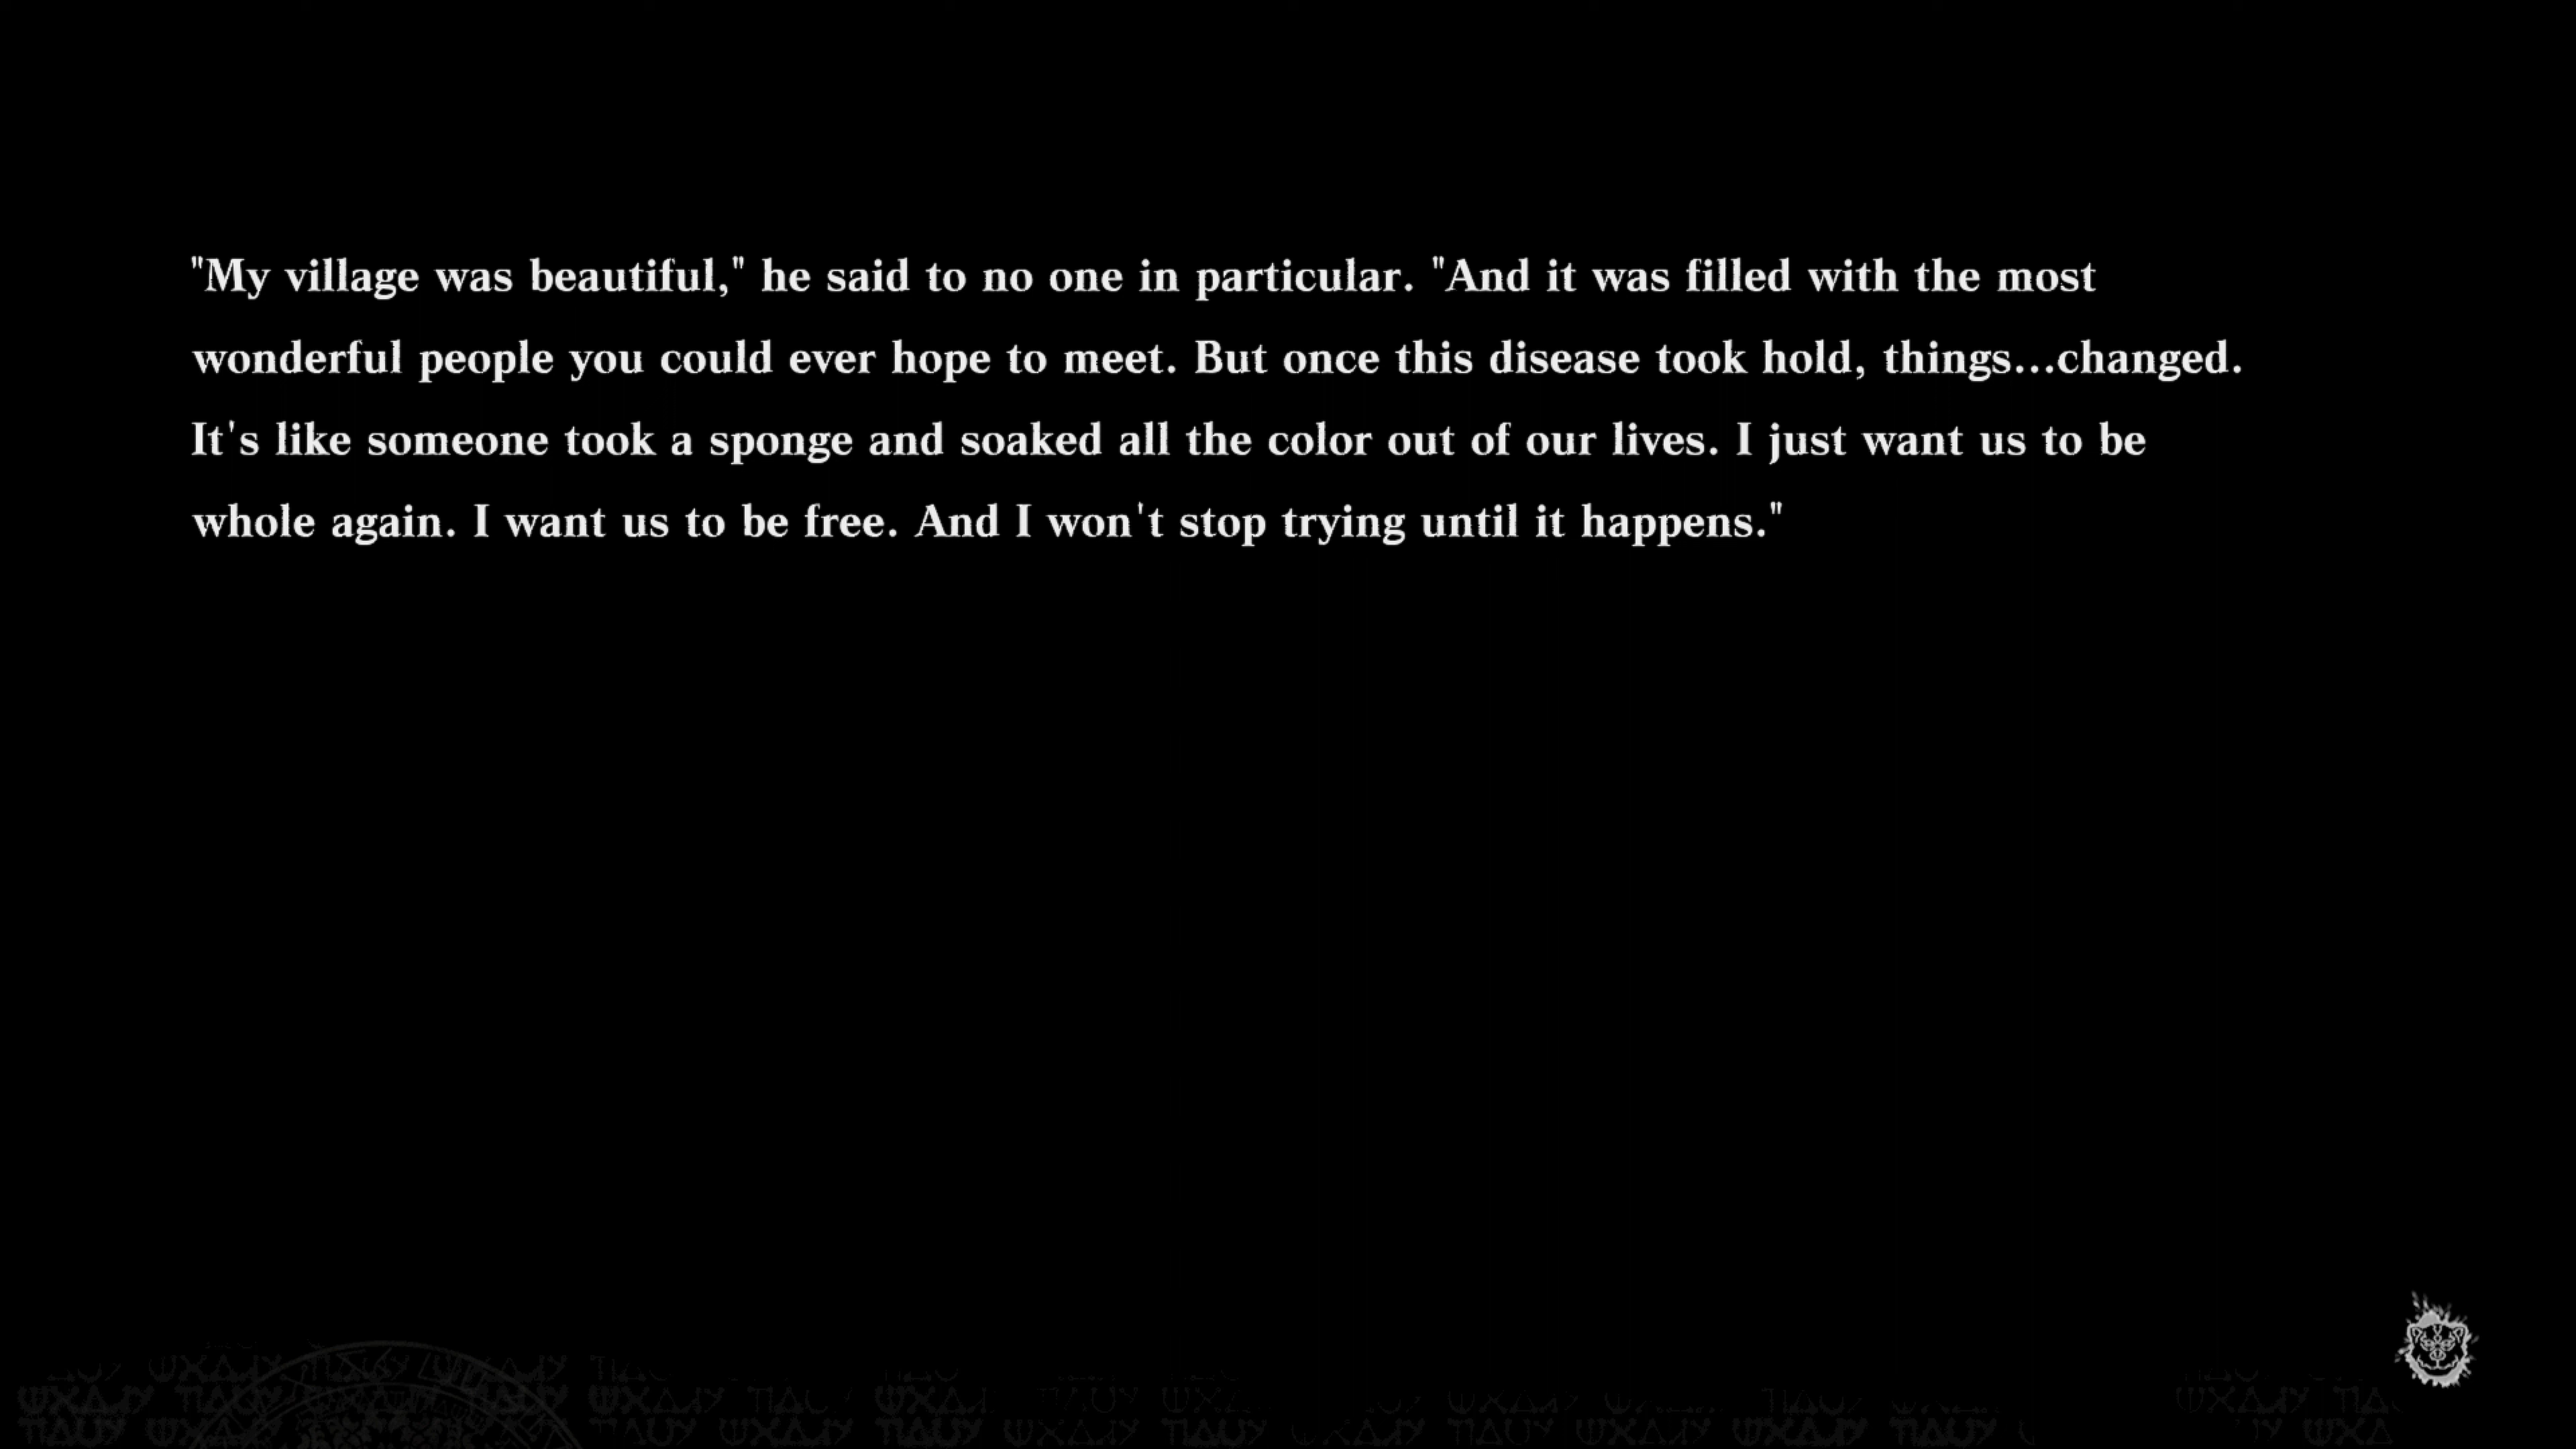 "My village was beautiful," he said to no one in particular. "And it was filled with the most
wonderful people you could ever hope to meet. But once this disease took hold, things...changed.
It's like someone took a sponge and soaked all the color out of our lives. I just want us to be
whole again. I want us to be free. And I won't stop trying until it happens."